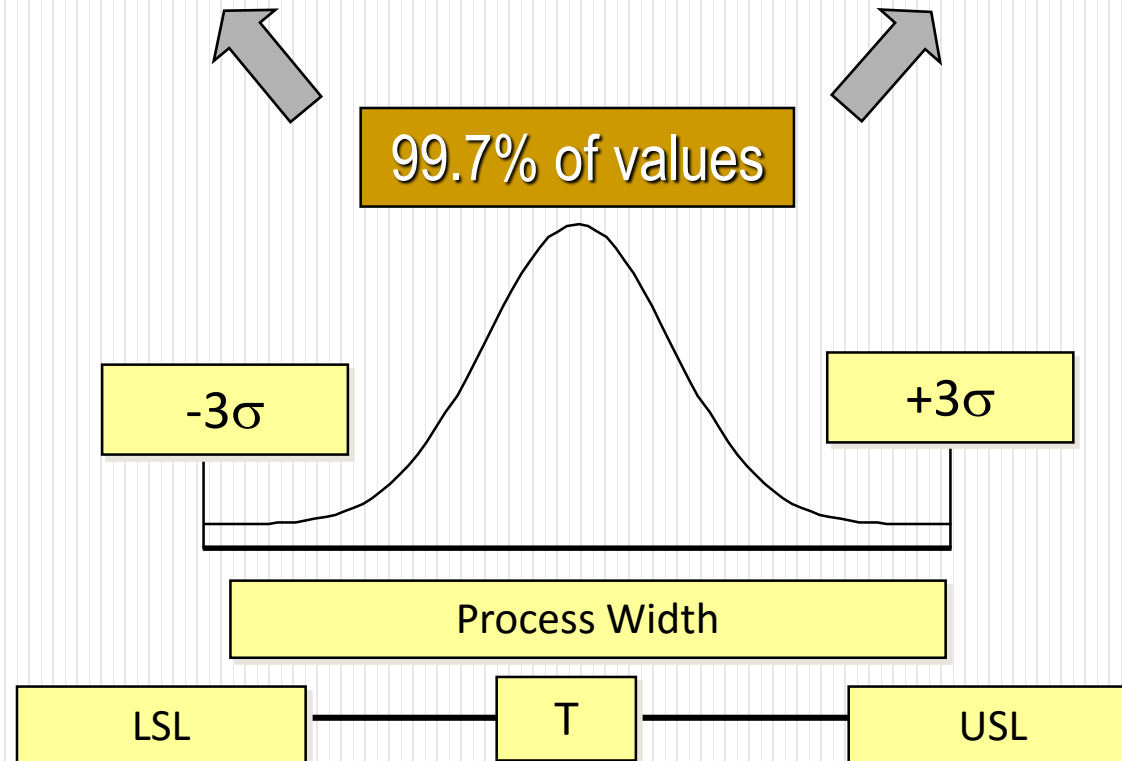 99.7% of values
-3σ
+3σ
Process Width
LSL
T
USL